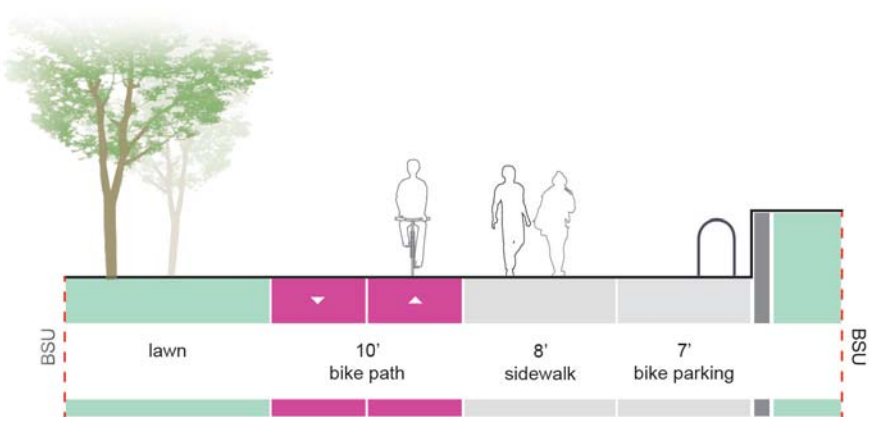 BSU
lawn
10'
bike path
8'
sidewalk
7'
bike parking
BSU